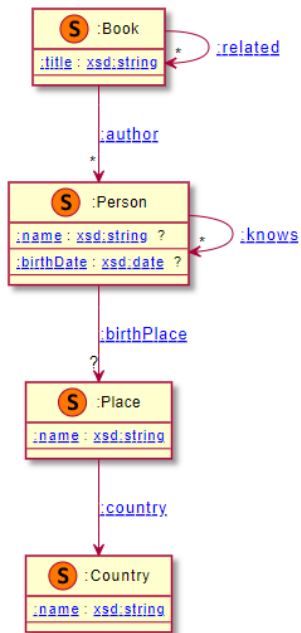 S :Book
:title : xsd:string
* :related
:author
*
S :Person
:name : xsd:string ?
:birthDate : xsd:date ?
* :knows
:birthPlace
?
S :Place
:name : xsd:string
:country
S :Country
:name : xsd:string